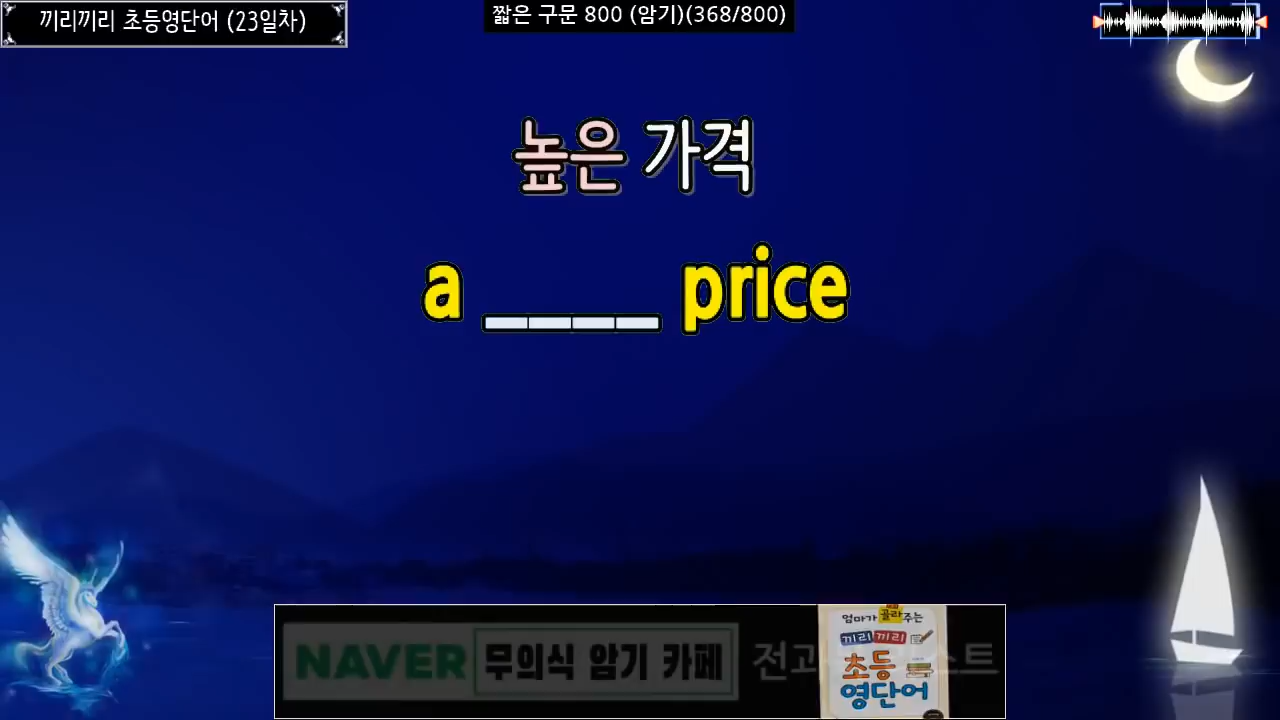 끼리끼리 초등영단어 (23일차)
짧은 구문 800 (암기)(368/800)
높은 가격
a ____ price
NAVER 무의식 암기 카페
엄마가 골라주는
끼리끼리
초등
영단어